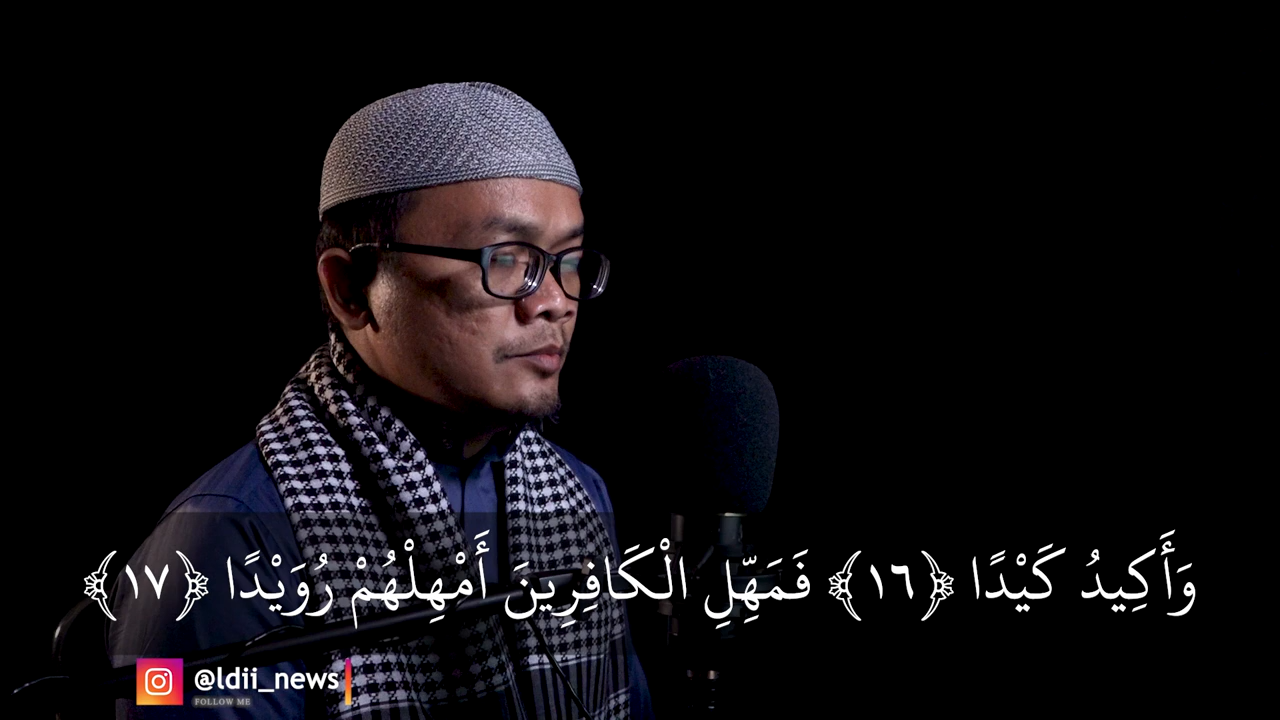 وَأَكِيدُ كَيْدًا ﴿١٦﴾ فَمَهِّلِ الْكَافِرِينَ أَمْهِلْهُمْ رُوَيْدًا ﴿١٧﴾
@ldii_news
FOLLOW ME